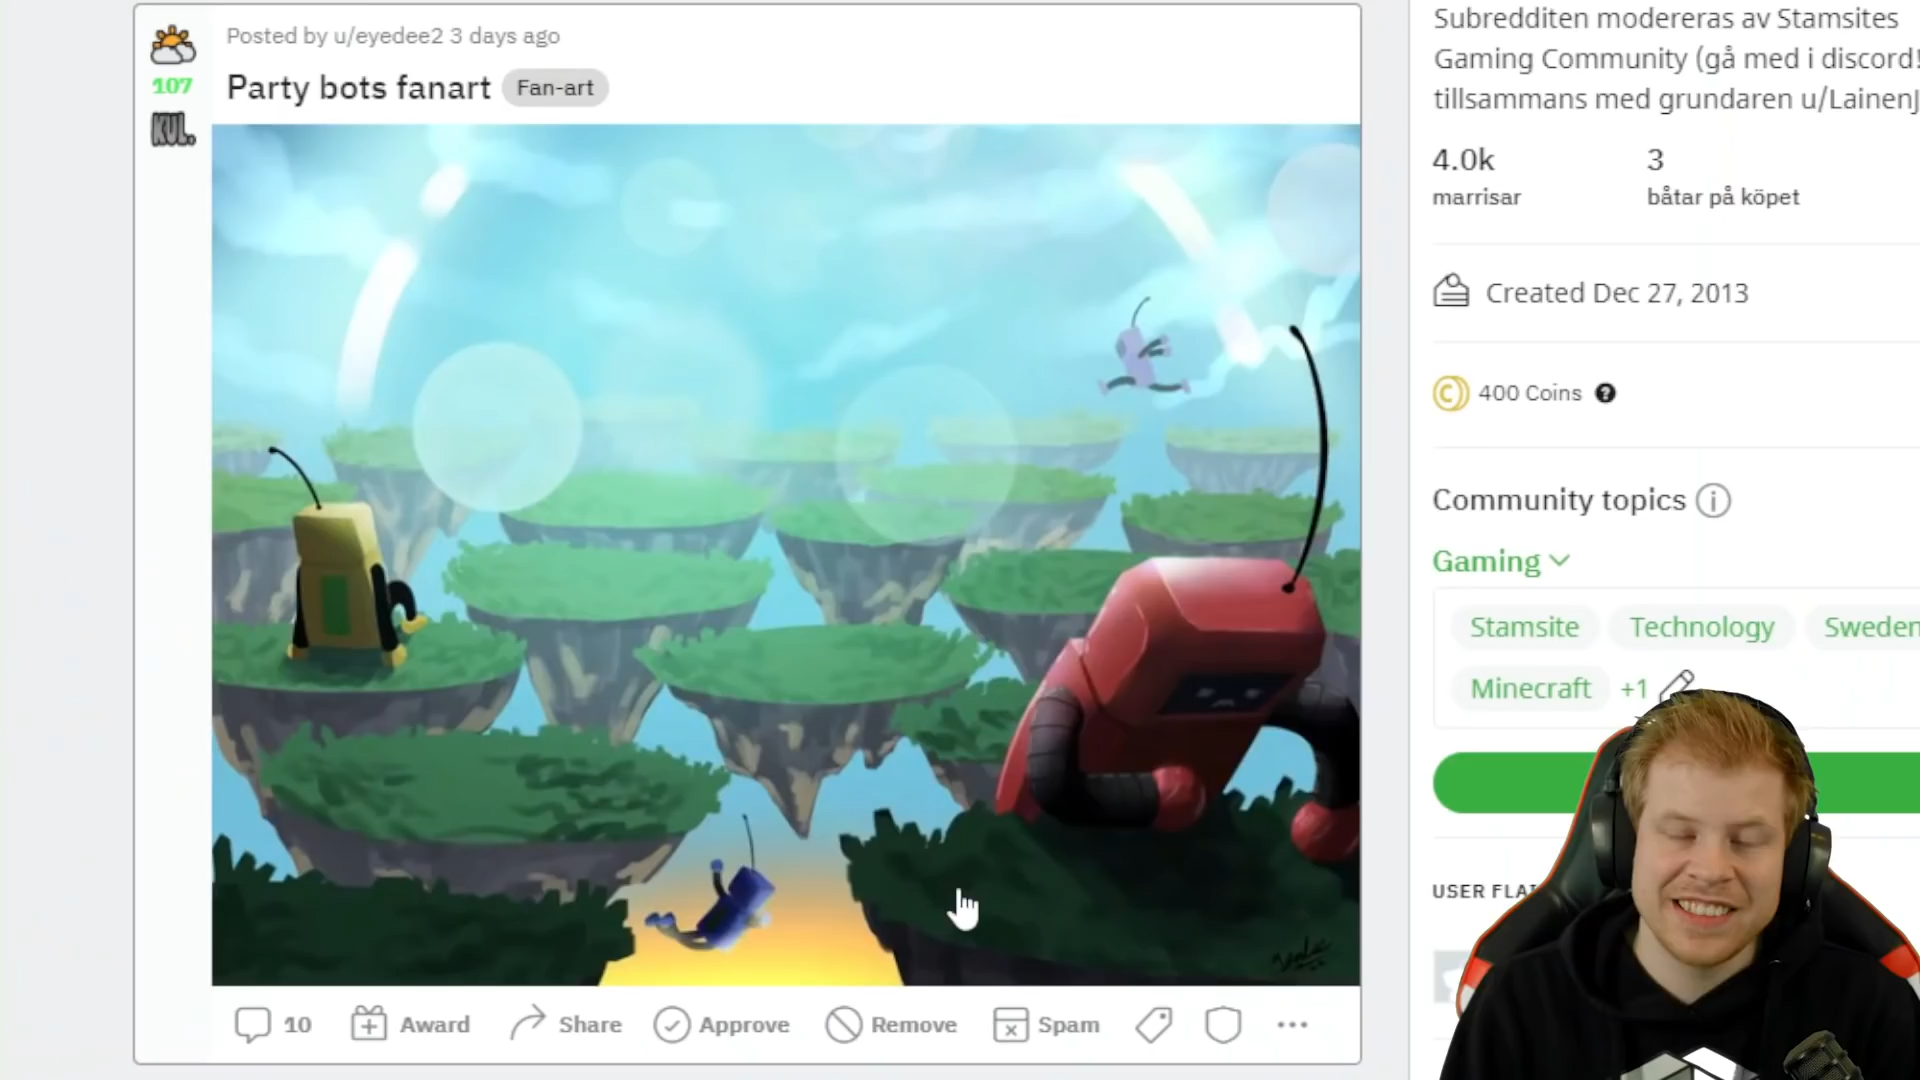 Posted by u/eyedee2 3 days ago
107
Party bots fanart Fan-art
KUL.
10 Award Share Approve Remove Spam
Subredditen modereras av Stamsites
Gaming Community (gå med i discord!
tillsammans med grundaren u/LainenJ
4.0k 3
marrisar båtar på köpet
Created Dec 27, 2013
400 Coins
Community topics
Gaming
Stamsite Technology Sweden
Minecraft +1
USER FLAI